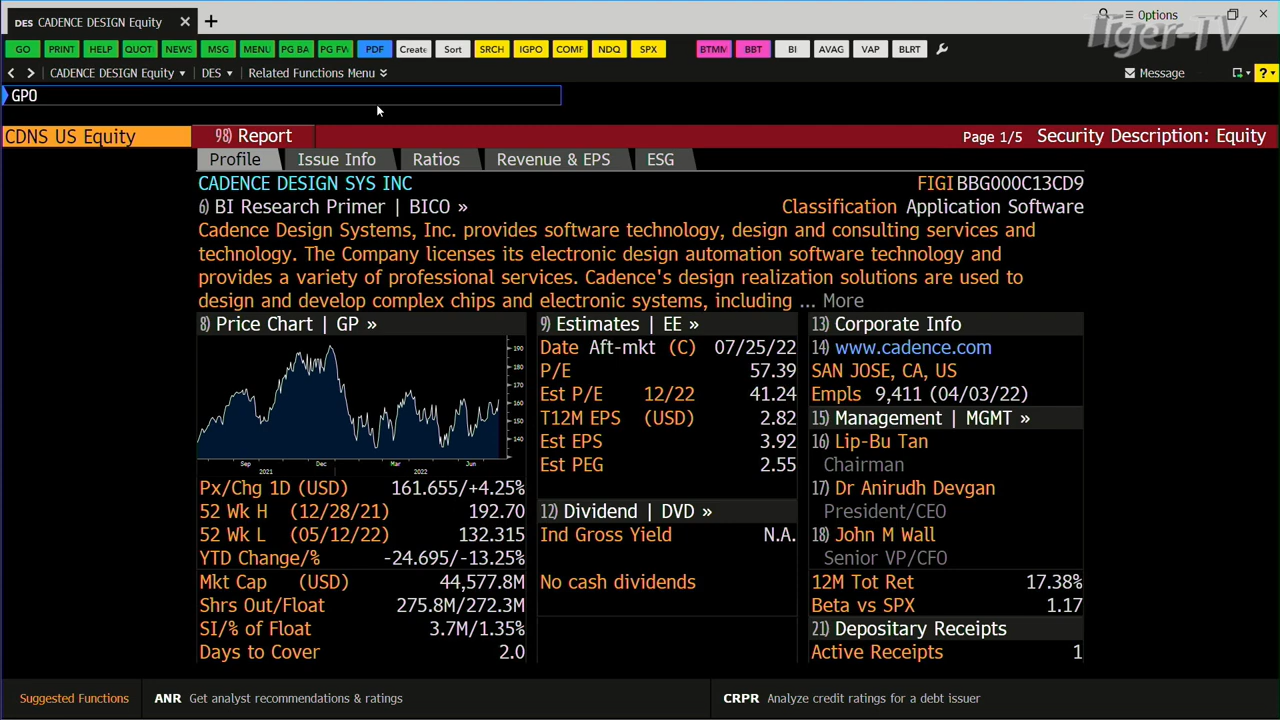 DES CADENCE DESIGN Equity
Options
Tiger-TV
GO PRINT HELP QUOT NEWS MSG MENU PG BA PG FW PDF Create Sort SRCH IGPO COMF NDQ SPX BTMM BBT BI AVAG VAP BLRT
CADENCE DESIGN Equity DES Related Functions Menu Message ?
GPO
CDNS US Equity 98) Report Page 1/5 Security Description: Equity
Profile Issue Info Ratios Revenue & EPS ESG
CADENCE DESIGN SYS INC FIGI BBG000C13CD9
6) BI Research Primer | BICO » Classification Application Software
Cadence Design Systems, Inc. provides software technology, design and consulting services and
technology. The Company licenses its electronic design automation software technology and
provides a variety of professional services. Cadence's design realization solutions are used to
design and develop complex chips and electronic systems, including ... More
8) Price Chart | GP »
190
180
170
160
150
140
Sep Dec Mar Jun
2021 2022
Px/Chg 1D (USD) 161.655/+4.25%
52 Wk H (12/28/21) 192.70
52 Wk L (05/12/22) 132.315
YTD Change/% -24.695/-13.25%
Mkt Cap (USD) 44,577.8M
Shrs Out/Float 275.8M/272.3M
SI/% of Float 3.7M/1.35%
Days to Cover 2.0
9) Estimates | EE »
Date Aft-mkt (C) 07/25/22
P/E 57.39
Est P/E 12/22 41.24
T12M EPS (USD) 2.82
Est EPS 3.92
Est PEG 2.55
12) Dividend | DVD »
Ind Gross Yield N.A.
No cash dividends
13) Corporate Info
14) www.cadence.com
SAN JOSE, CA, US
Empls 9,411 (04/03/22)
15) Management | MGMT »
16) Lip-Bu Tan
Chairman
17) Dr Anirudh Devgan
President/CEO
18) John M Wall
Senior VP/CFO
12M Tot Ret 17.38%
Beta vs SPX 1.17
21) Depositary Receipts
Active Receipts 1
Suggested Functions ANR Get analyst recommendations & ratings CRPR Analyze credit ratings for a debt issuer